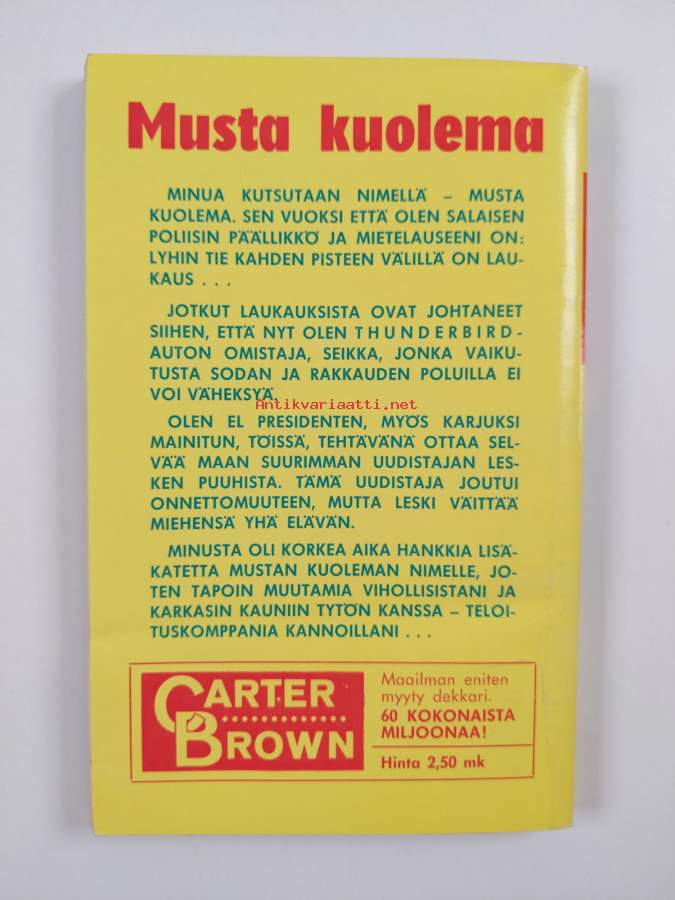 Musta kuolema
MINUA KUTSUTAAN NIMELLÄ – MUSTA
KUOLEMA. SEN VUOKSI ETTÄ OLEN SALAISEN
POLIISIN PÄÄLLIKKÖ JA MIETELAUSEENI ON:
LYHIN TIE KAHDEN PISTEEN VÄLILLÄ ON LAU-
KAUS . . .
JOTKUT LAUKAUKSISTA OVAT JOHTANEET
SIIHEN, ETTÄ NYT OLEN THUNDERBIRD-
AUTON OMISTAJA, SEIKKA, JONKA VAIKU-
TUSTA SODAN JA RAKKAUDEN POLUILLA EI
VOI VÄHEKSYÄ.
Antikvariaatti.net
OLEN EL PRESIDENTEN, MYÖS KARJUKSI
MAINITUN, TÖISSÄ, TEHTÄVÄNÄ OTTAA SEL-
VÄÄ MAAN SUURIMMAN UUDISTAJAN LES-
KEN PUUHISTA. TÄMÄ UUDISTAJA JOUTUI
ONNETTOMUUTEEN, MUTTA LESKI VÄITTÄÄ
MIEHENSÄ YHÄ ELÄVÄN.
MINUSTA OLI KORKEA AIKA HANKKIA LISÄ-
KATETTA MUSTAN KUOLEMAN NIMELLE, JO-
TEN TAPOIN MUUTAMIA VIHOLLISISTANI JA
KARKASIN KAUNIIN TYTÖN KANSSA – TELOI-
TUSKOMPPANIA KANNOILLANI . . .
CARTER
BROWN
Maailman eniten
myyty dekkari.
60 KOKONAISTA
MILJOONAA!
Hinta 2,50 mk